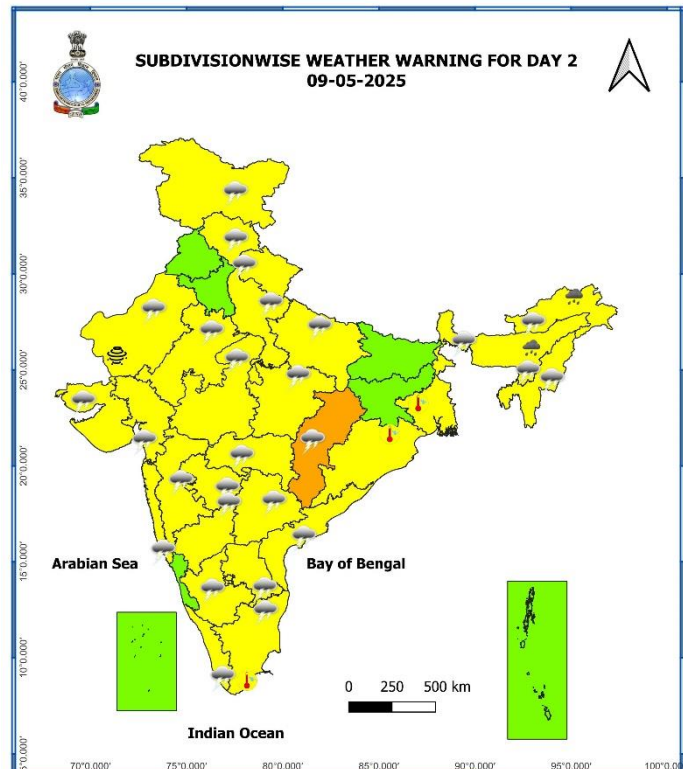 SUBDIVISIONWISE WEATHER WARNING FOR DAY 2
09-05-2025
40°0.000'
35°0.000'
30°0.000'
25°0.000'
20°0.000'
15°0.000'
10°0.000'
5°0.000'
Arabian Sea
Bay of Bengal
0 250 500 km
Indian Ocean
70°0.000' 75°0.000' 80°0.000' 85°0.000' 90°0.000' 95°0.000' 100°0.000'